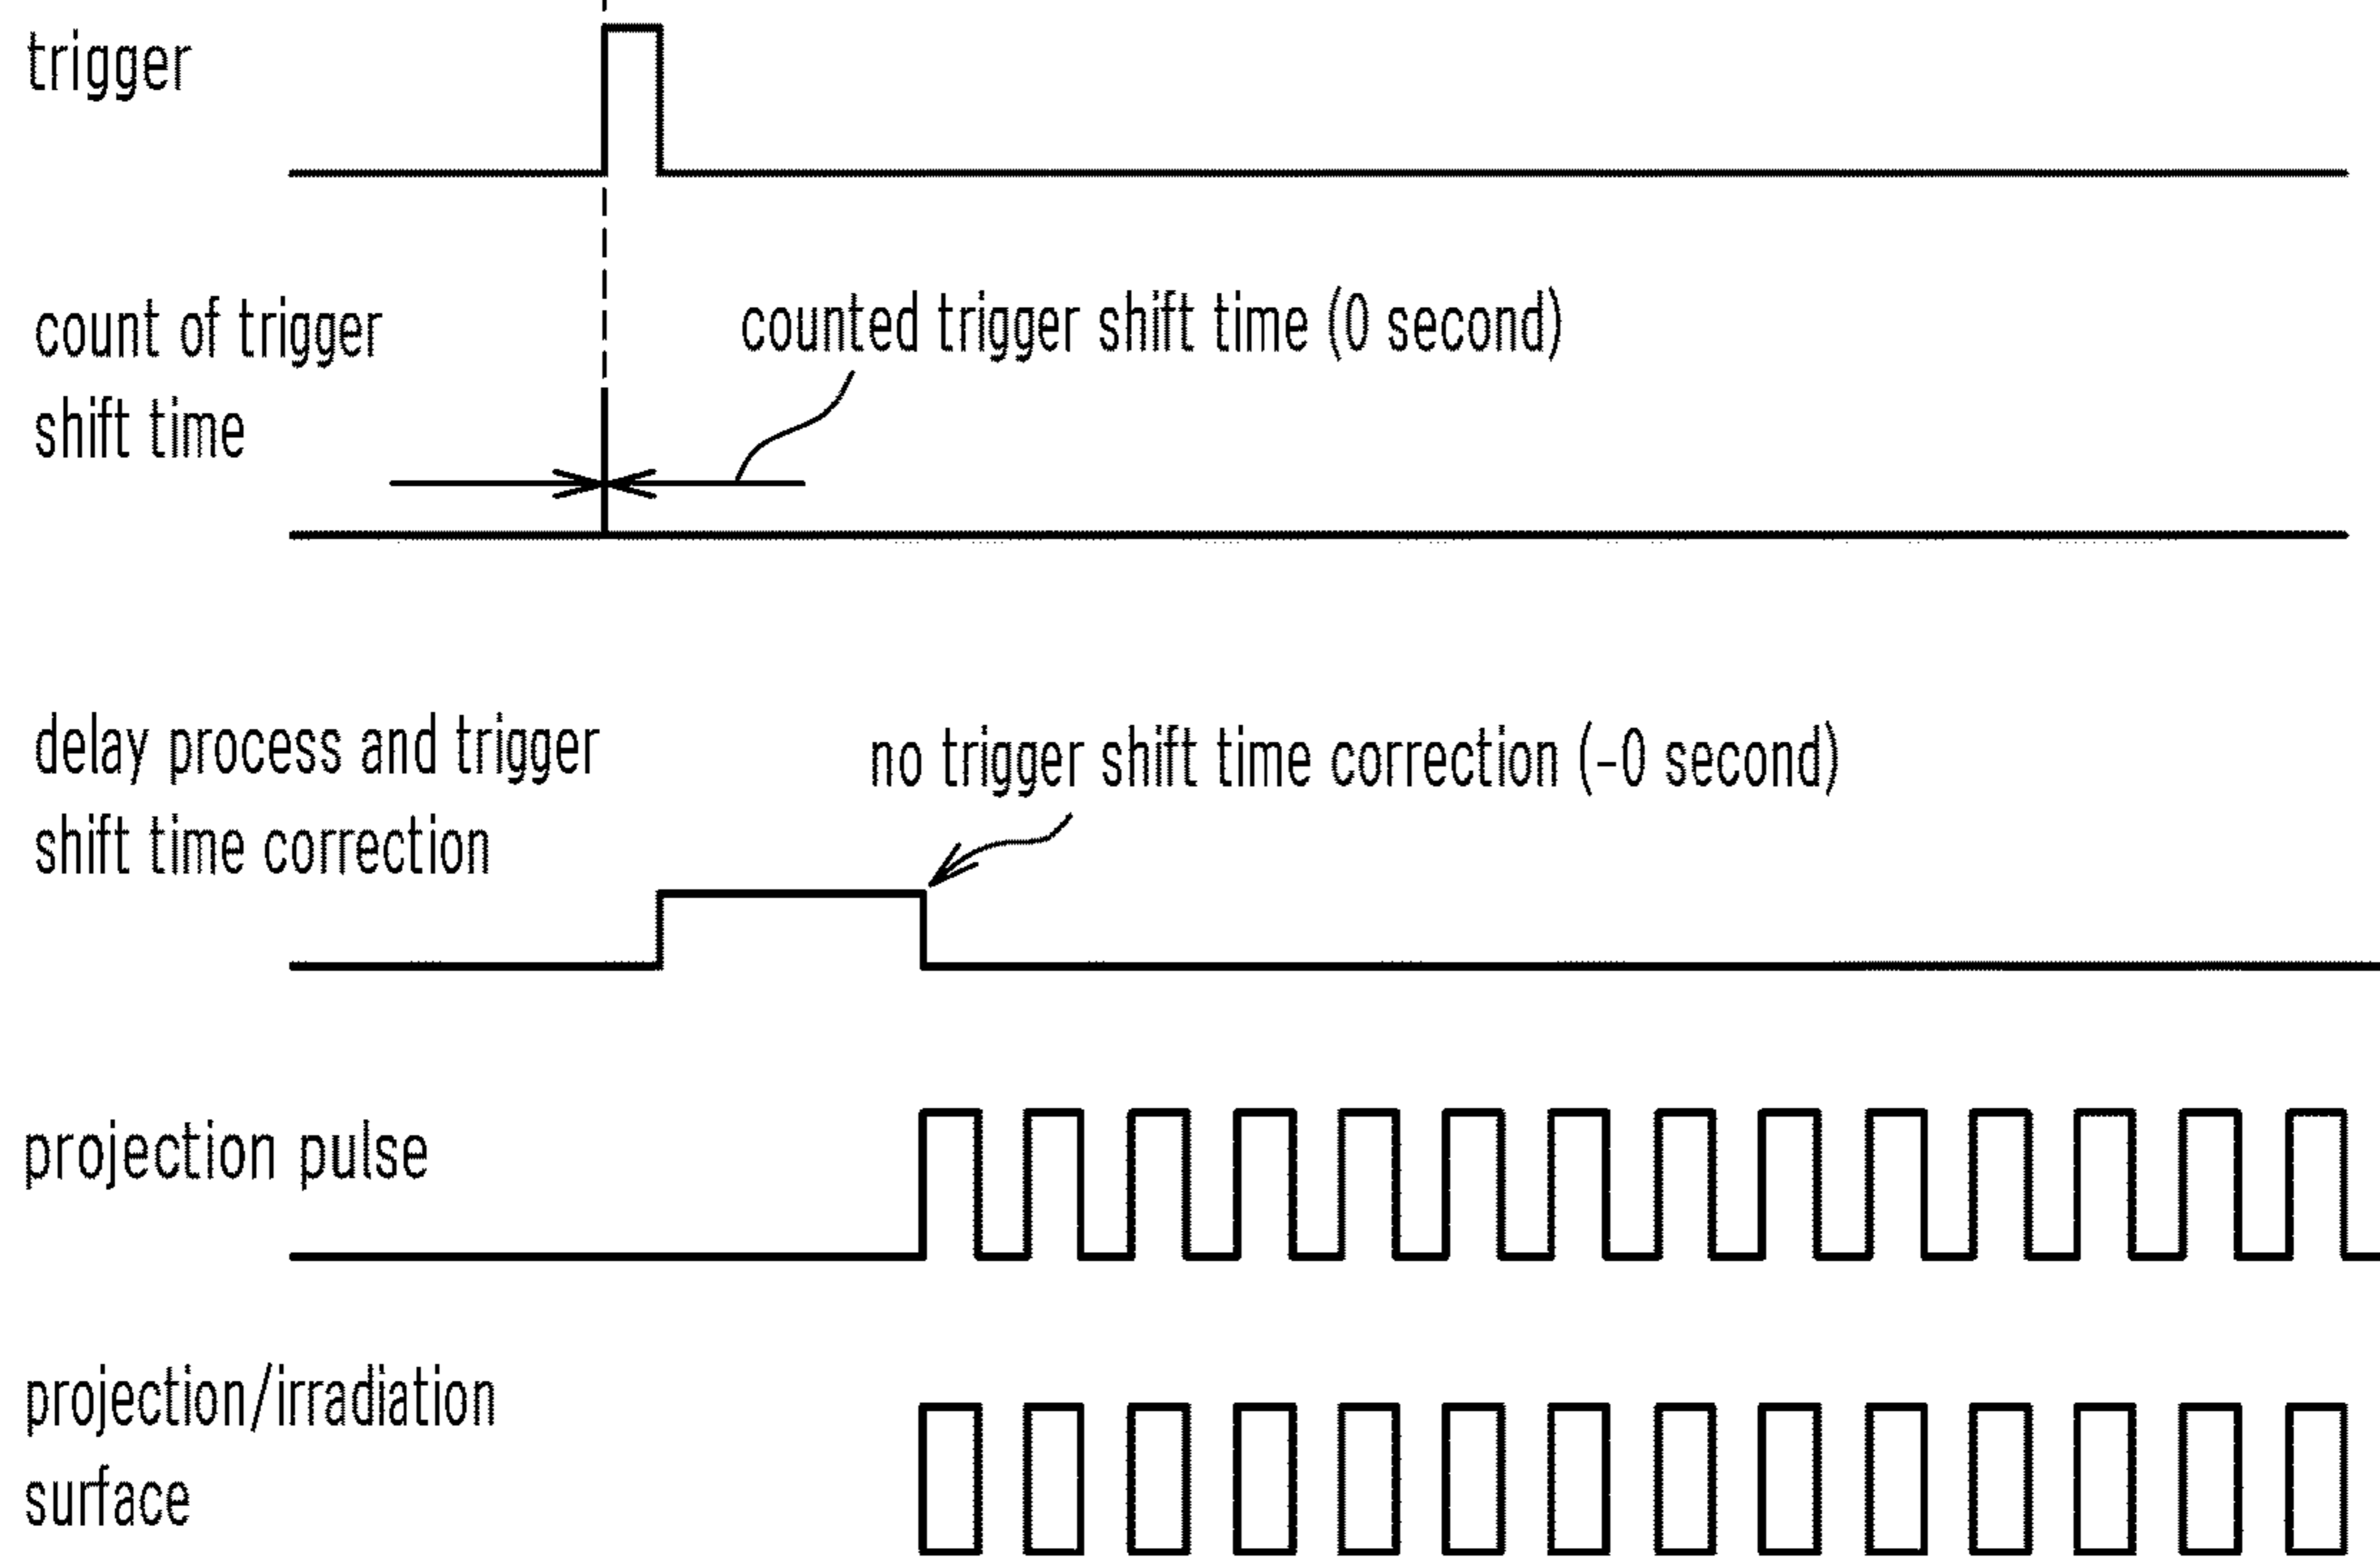 trigger
count of trigger
shift time
counted trigger shift time (0 second)
delay process and trigger
shift time correction
no trigger shift time correction (-0 second)
projection pulse
projection/irradiation
surface